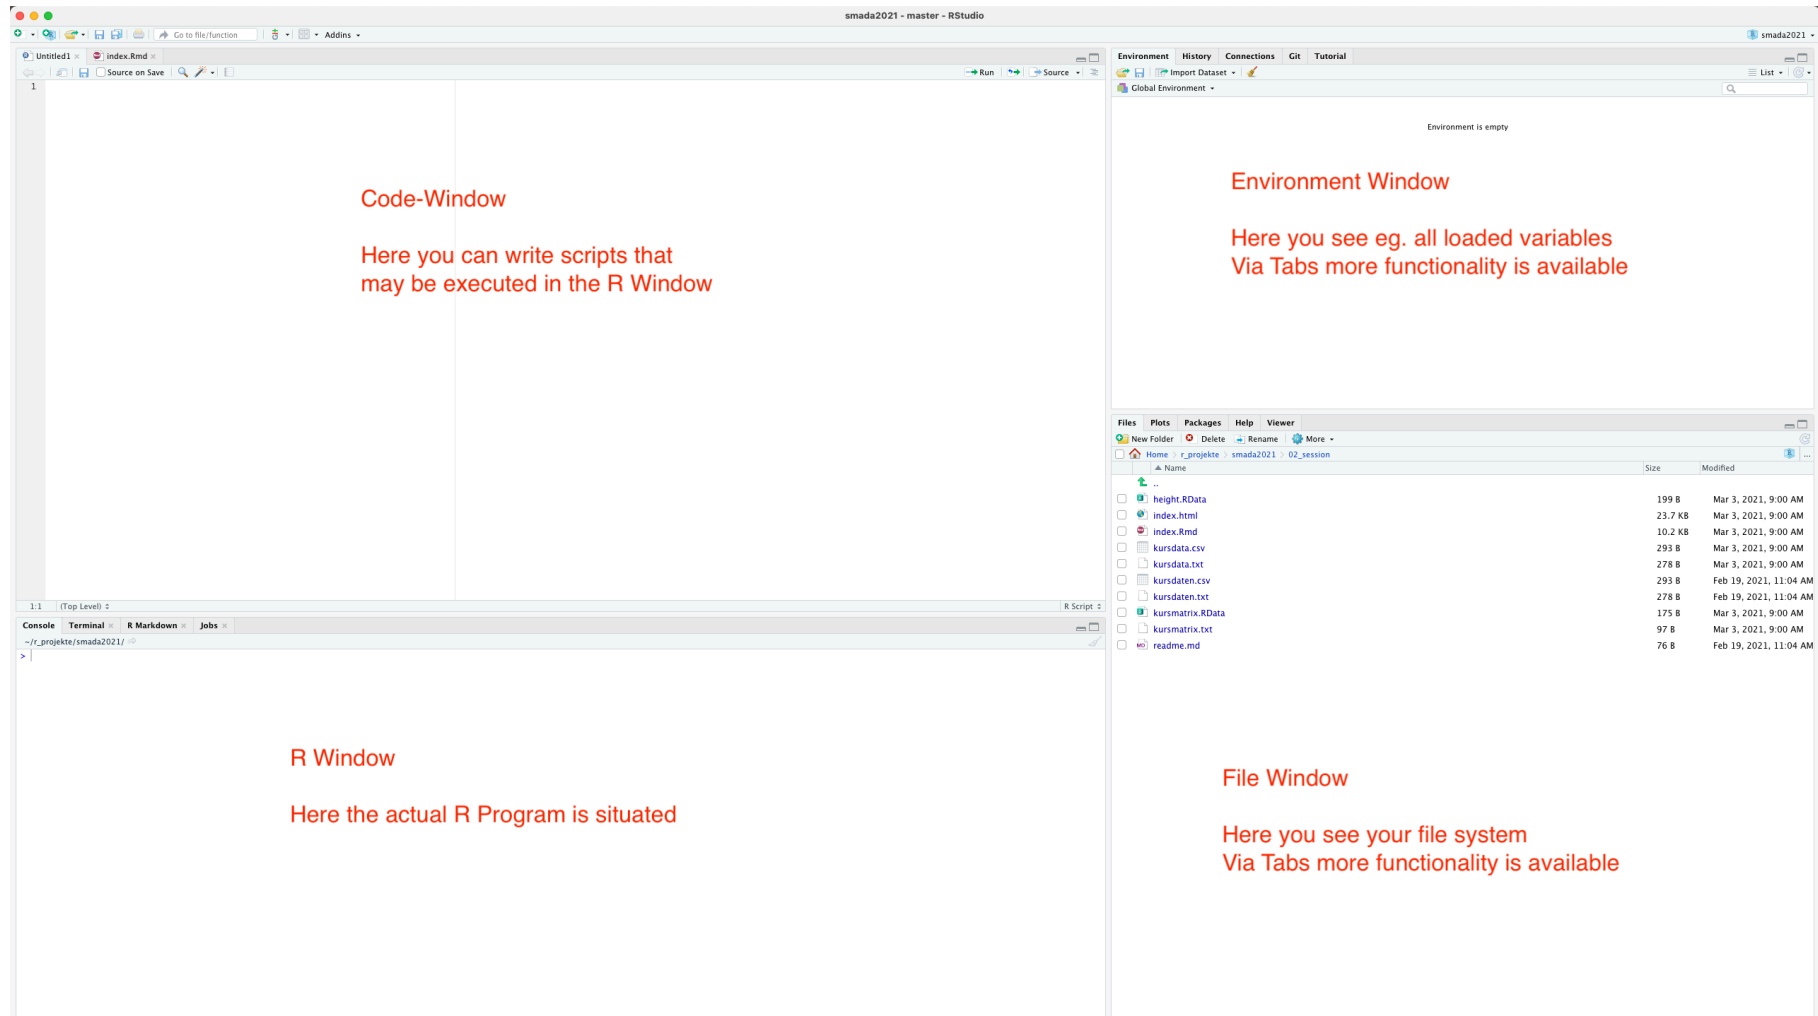 smada2021 - master - RStudio
Go to file/function
Addins
smada2021
Untitled1
index.Rmd
Source on Save
Run
Source
1
Code-Window
Here you can write scripts that
may be executed in the R Window
1:1 (Top Level)
R Script
Environment History Connections Git Tutorial
Import Dataset
List
Global Environment
Environment is empty
Environment Window
Here you see eg. all loaded variables
Via Tabs more functionality is available
Console Terminal R Markdown Jobs
~/r_projekte/smada2021/
>
R Window
Here the actual R Program is situated
Files Plots Packages Help Viewer
New Folder Delete Rename More
Home r_projekte smada2021 02_session
...
Name Size Modified
..
height.RData 199 B Mar 3, 2021, 9:00 AM
index.html 23.7 KB Mar 3, 2021, 9:00 AM
index.Rmd 10.2 KB Mar 3, 2021, 9:00 AM
kursdata.csv 293 B Mar 3, 2021, 9:00 AM
kursdata.txt 278 B Mar 3, 2021, 9:00 AM
kursdaten.csv 293 B Feb 19, 2021, 11:04 AM
kursdaten.txt 278 B Feb 19, 2021, 11:04 AM
kursmatrix.RData 175 B Mar 3, 2021, 9:00 AM
kursmatrix.txt 97 B Mar 3, 2021, 9:00 AM
readme.md 76 B Feb 19, 2021, 11:04 AM
File Window
Here you see your file system
Via Tabs more functionality is available